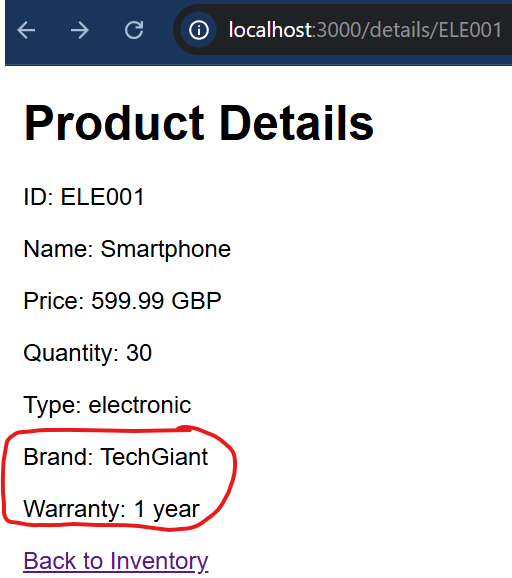 localhost:3000/details/ELE001
Product Details
ID: ELE001
Name: Smartphone
Price: 599.99 GBP
Quantity: 30
Type: electronic
Brand: TechGiant
Warranty: 1 year
Back to Inventory